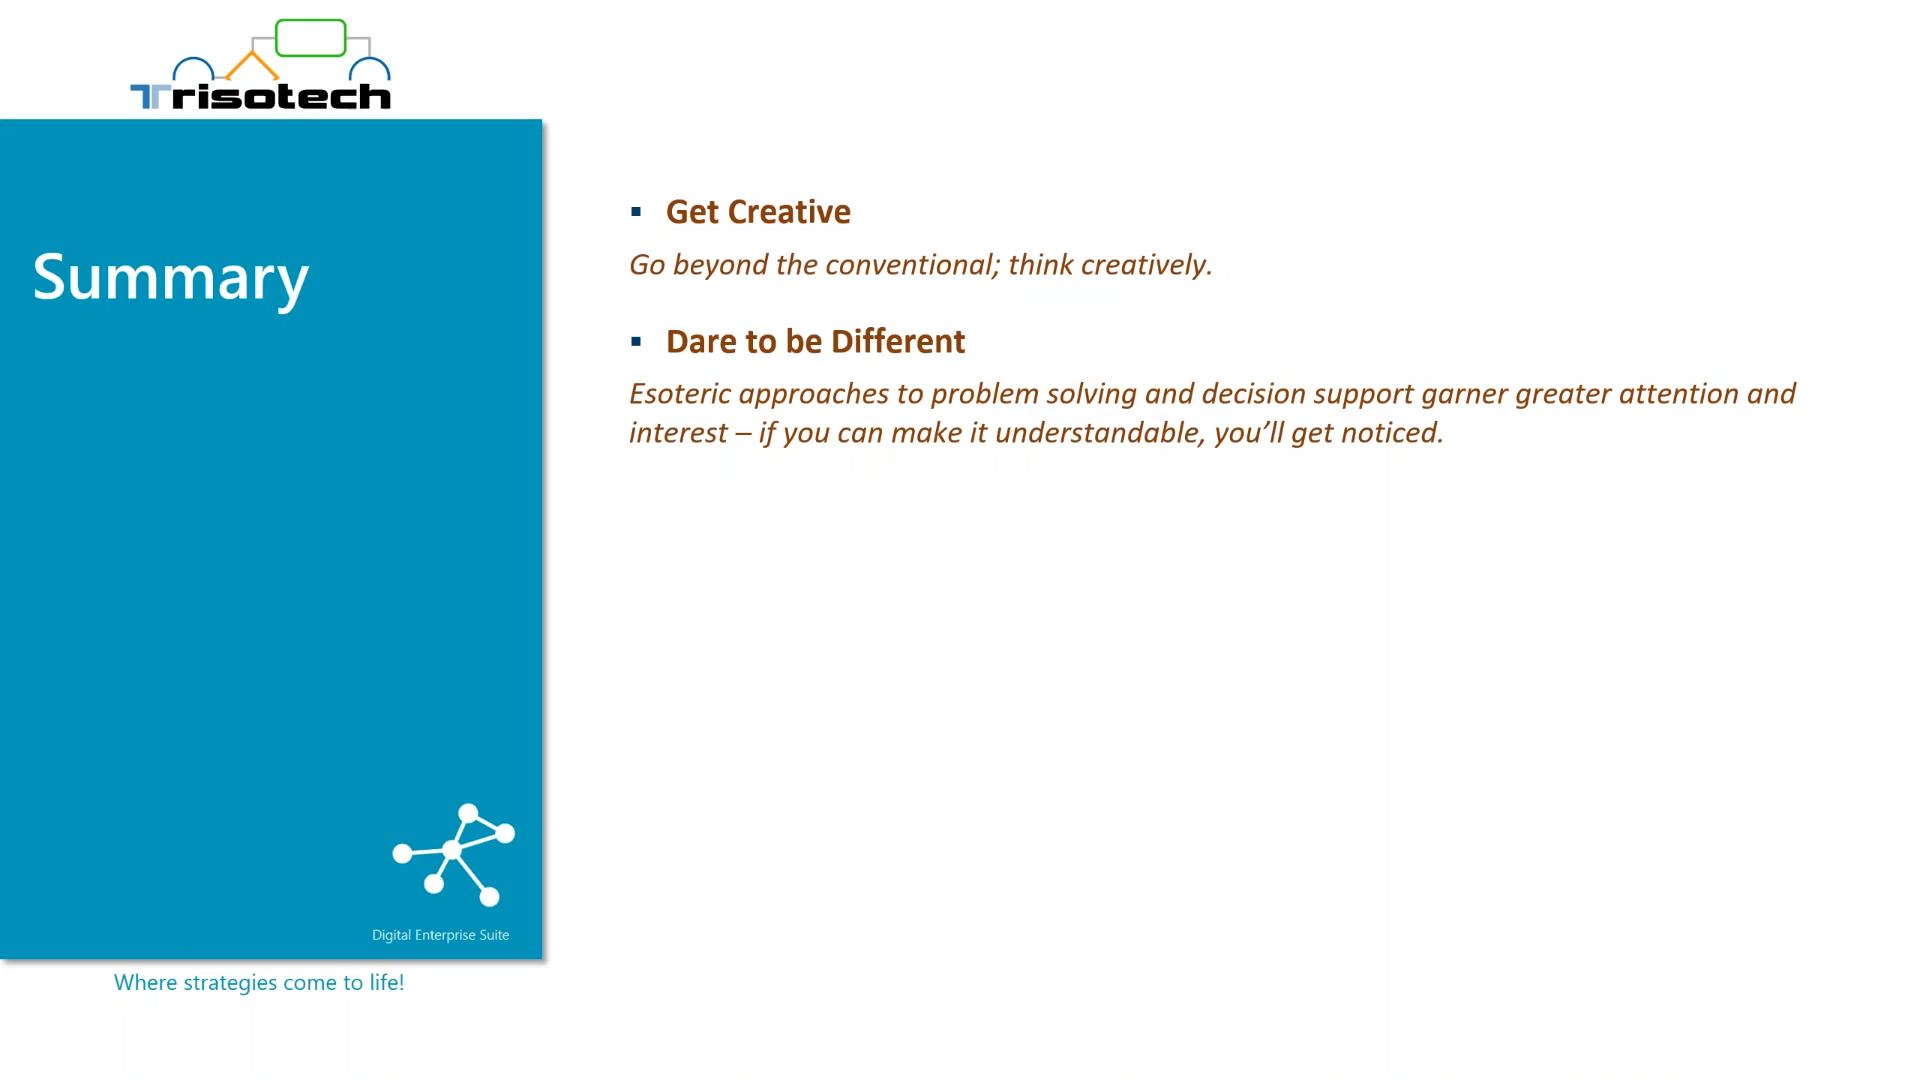 Trisotech
Summary
▪ Get Creative
Go beyond the conventional; think creatively.
▪ Dare to be Different
Esoteric approaches to problem solving and decision support garner greater attention and
interest – if you can make it understandable, you’ll get noticed.
Digital Enterprise Suite
Where strategies come to life!